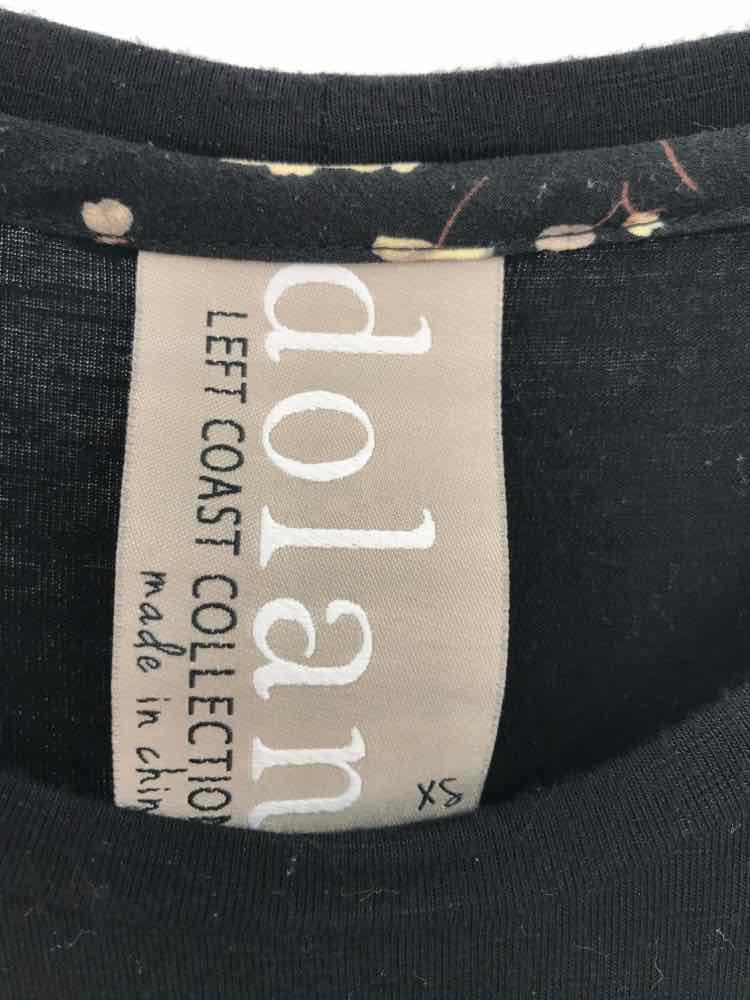 dolan
LEFT COAST COLLECTION
made in chin
XS